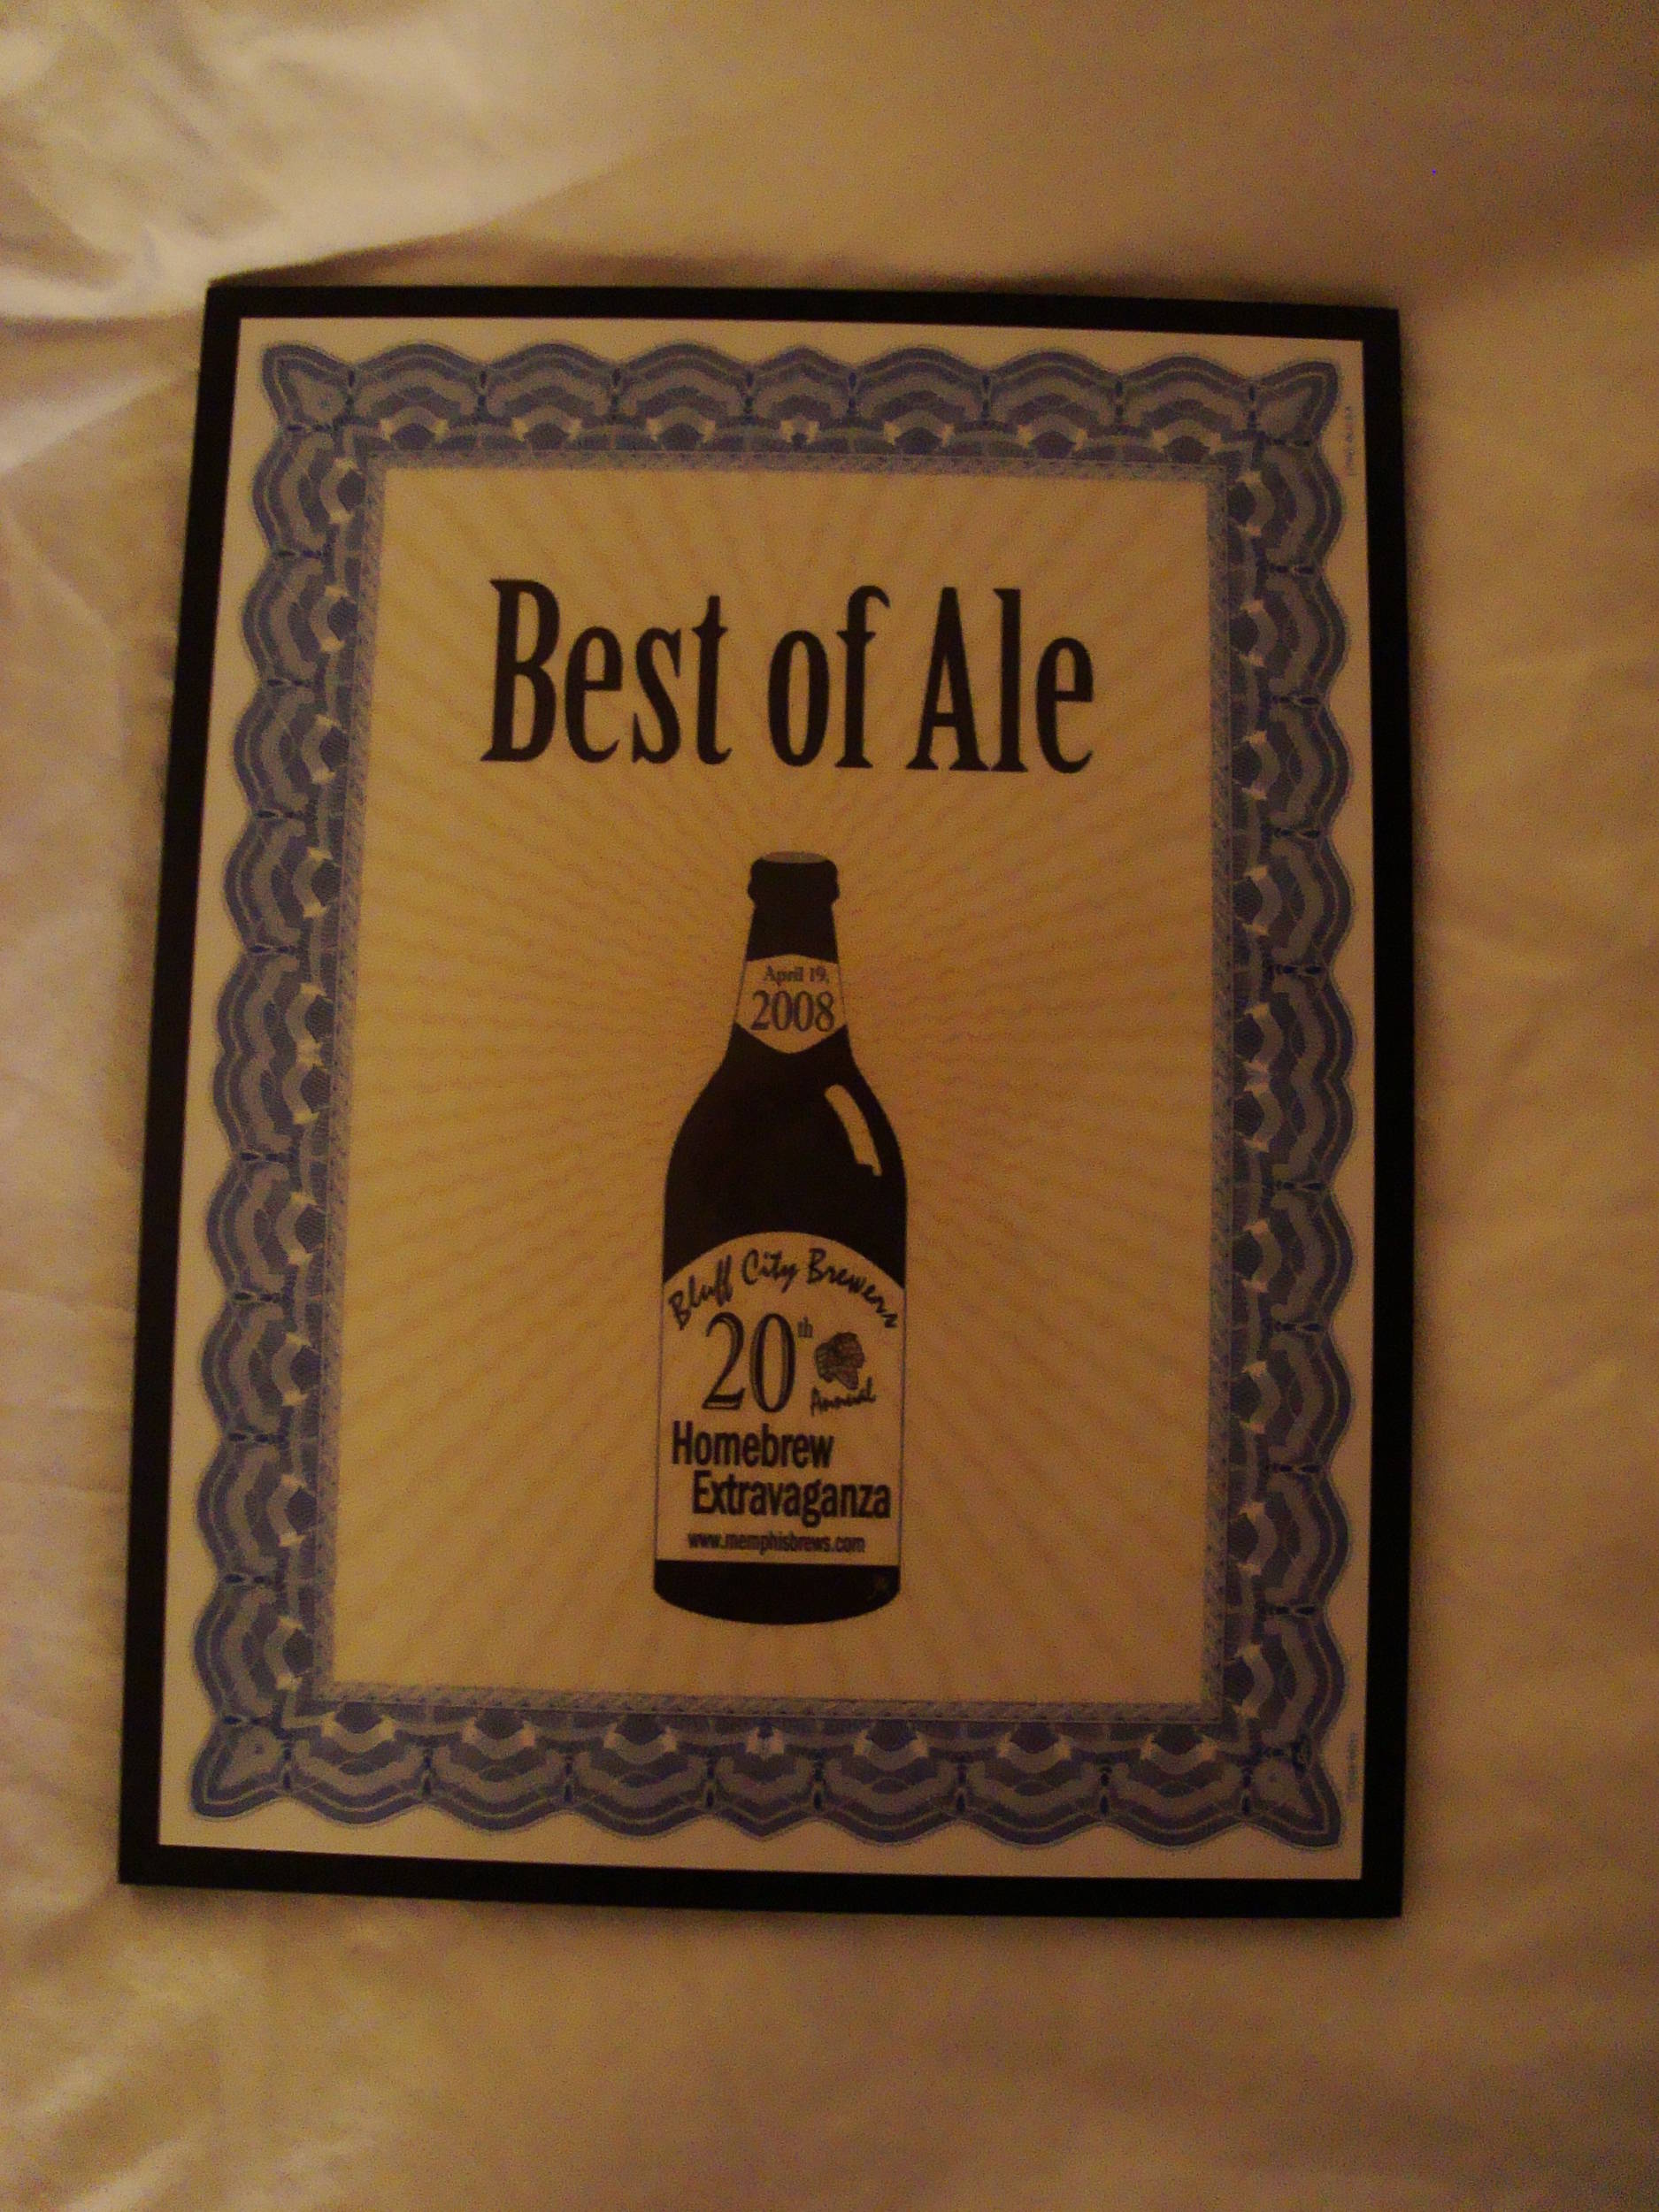 Best of Ale
April 19,
2008
Bluff City Brewers
20th
Annual
Homebrew
Extravaganza
www.memphisbrews.com